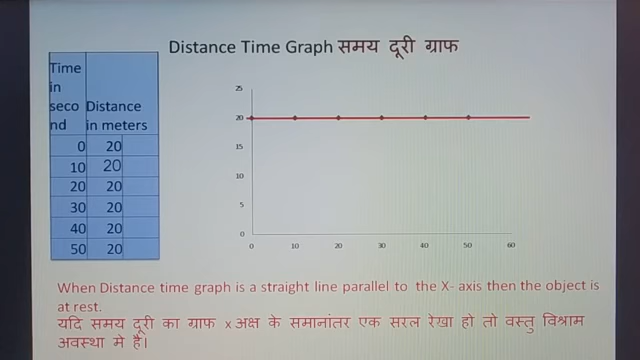 Distance Time Graph समय दूरी ग्राफ
Time
in
seco Distance
nd in meters
0 20
10 20
20 20
30 20
40 20
50 20
25
20
15
10
5
0
0 10 20 30 40 50 60
When Distance time graph is a straight line parallel to the X- axis then the object is
at rest.
यदि समय दूरी का ग्राफ x अक्ष के समानांतर एक सरल रेखा हो तो वस्तु विश्राम
अवस्था मे है।